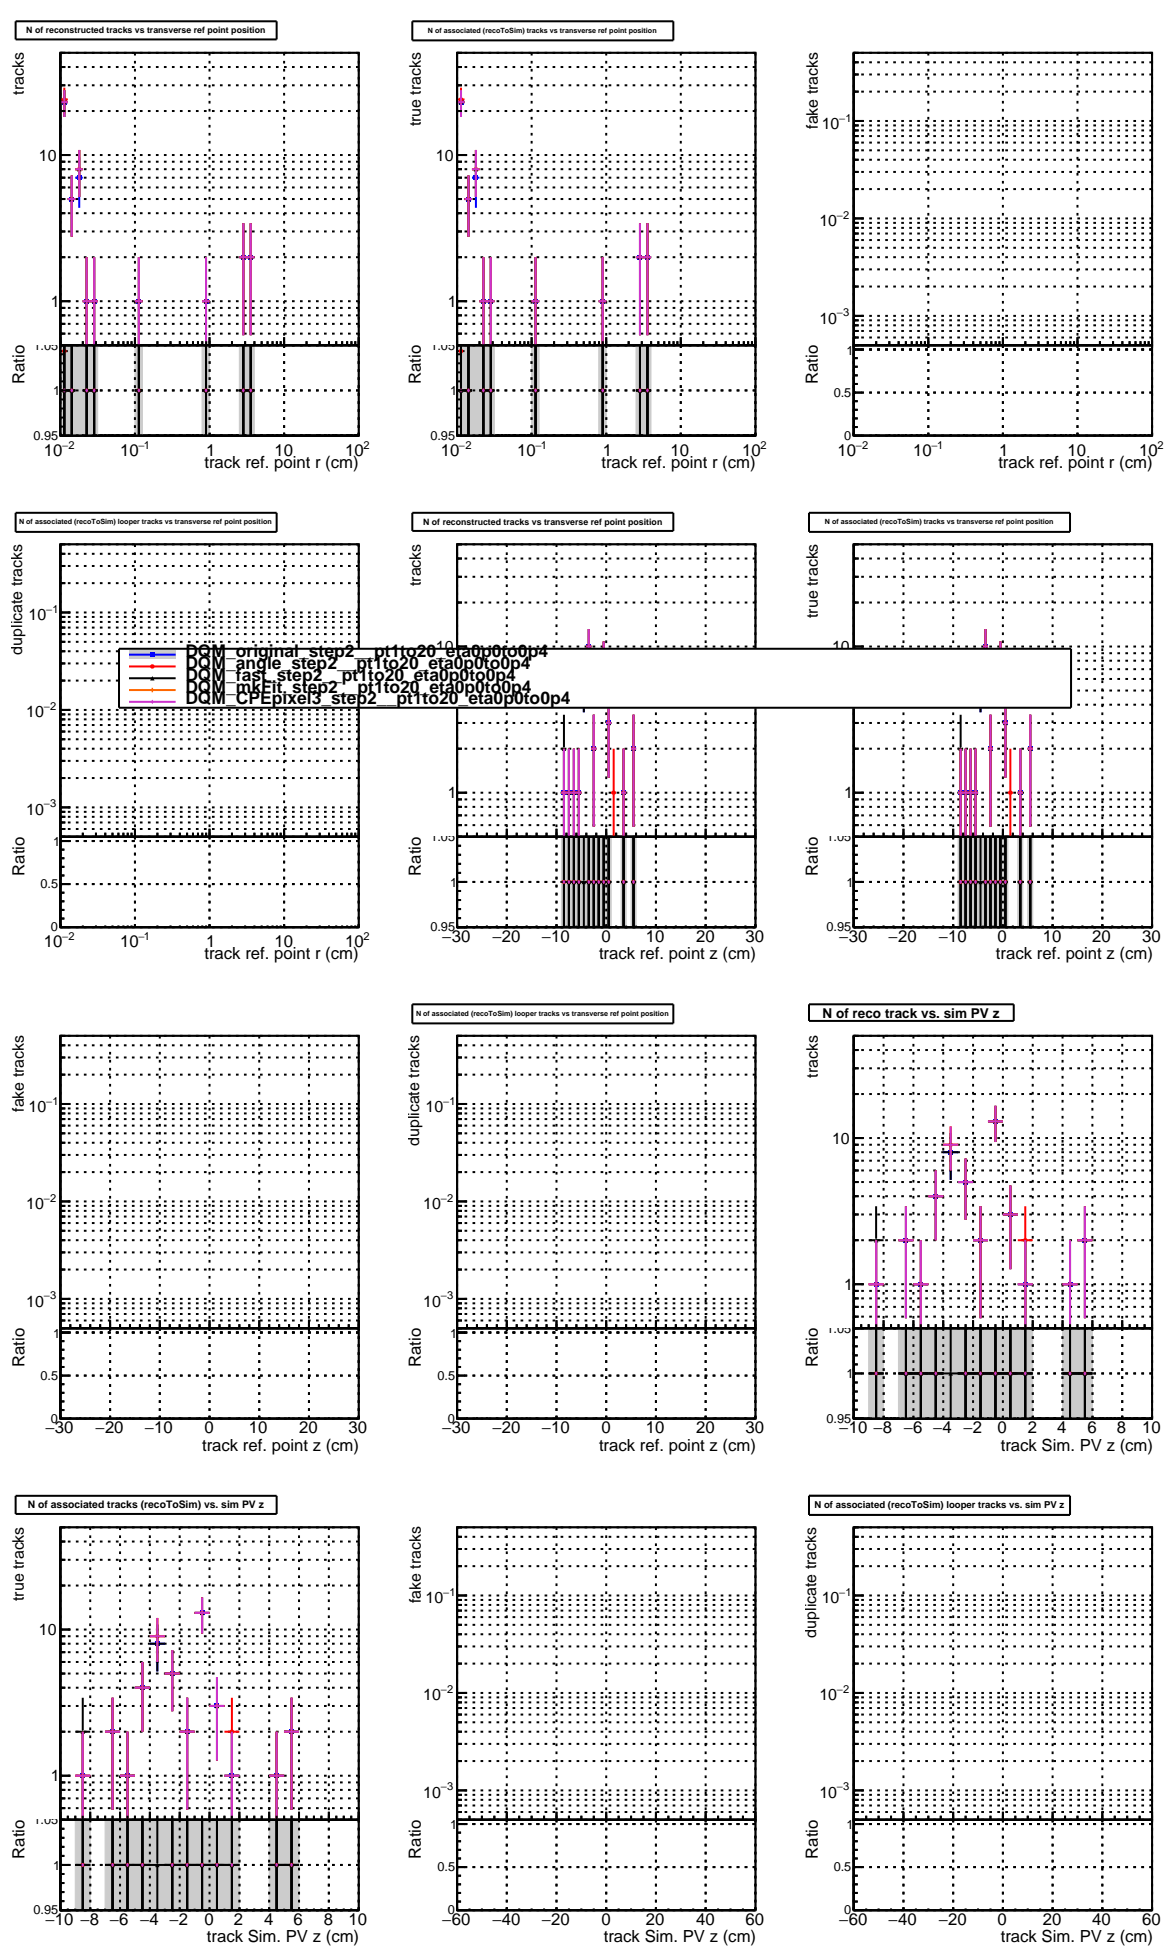 N of reconstructed tracks vs transverse ref point position
tracks
10
1
1.05
Ratio
1
0.95
10−2 10−1 1 10 102
track ref. point r (cm)
N of associated (recoToSim) tracks vs transverse ref point position
true tracks
10
1
1.05
Ratio
1
0.95
10−2 10−1 1 10 102
track ref. point r (cm)
fake tracks
10−1
10−2
10−3
Ratio
1
0.5
0
10−2 10−1 1 10 102
track ref. point r (cm)
N of associated (recoToSim) looper tracks vs transverse ref point position
duplicate tracks
10−1
10−2
10−3
Ratio
1
0.5
0
10−2 10−1 1 10 102
track ref. point r (cm)
N of reconstructed tracks vs transverse ref point position
tracks
10
1
1.05
Ratio
1
0.95
−30 −20 −10 0 10 20 30
track ref. point z (cm)
N of associated (recoToSim) tracks vs transverse ref point position
true tracks
10
1
1.05
Ratio
1
0.95
−30 −20 −10 0 10 20 30
track ref. point z (cm)
DQM_original_step2__pt1to20_eta0p0to0p4
DQM_angle_step2__pt1to20_eta0p0to0p4
DQM_fast_step2__pt1to20_eta0p0to0p4
DQM_mkFit_step2__pt1to20_eta0p0to0p4
DQM_CPEpixel3_step2__pt1to20_eta0p0to0p4
fake tracks
10−1
10−2
10−3
Ratio
1
0.5
0
−30 −20 −10 0 10 20 30
track ref. point z (cm)
N of associated (recoToSim) looper tracks vs transverse ref point position
duplicate tracks
10−1
10−2
10−3
Ratio
1
0.5
0
−30 −20 −10 0 10 20 30
track ref. point z (cm)
N of reco track vs. sim PV z
tracks
10
1
1.05
Ratio
1
0.95
−10 −8 −6 −4 −2 0 2 4 6 8 10
track Sim. PV z (cm)
N of associated tracks (recoToSim) vs. sim PV z
true tracks
10
1
1.05
Ratio
1
0.95
−10 −8 −6 −4 −2 0 2 4 6 8 10
track Sim. PV z (cm)
fake tracks
10−1
10−2
10−3
Ratio
1
0.5
0
−60 −40 −20 0 20 40 60
track Sim. PV z (cm)
N of associated (recoToSim) looper tracks vs. sim PV z
duplicate tracks
10−1
10−2
10−3
Ratio
1
0.5
0
−60 −40 −20 0 20 40 60
track Sim. PV z (cm)